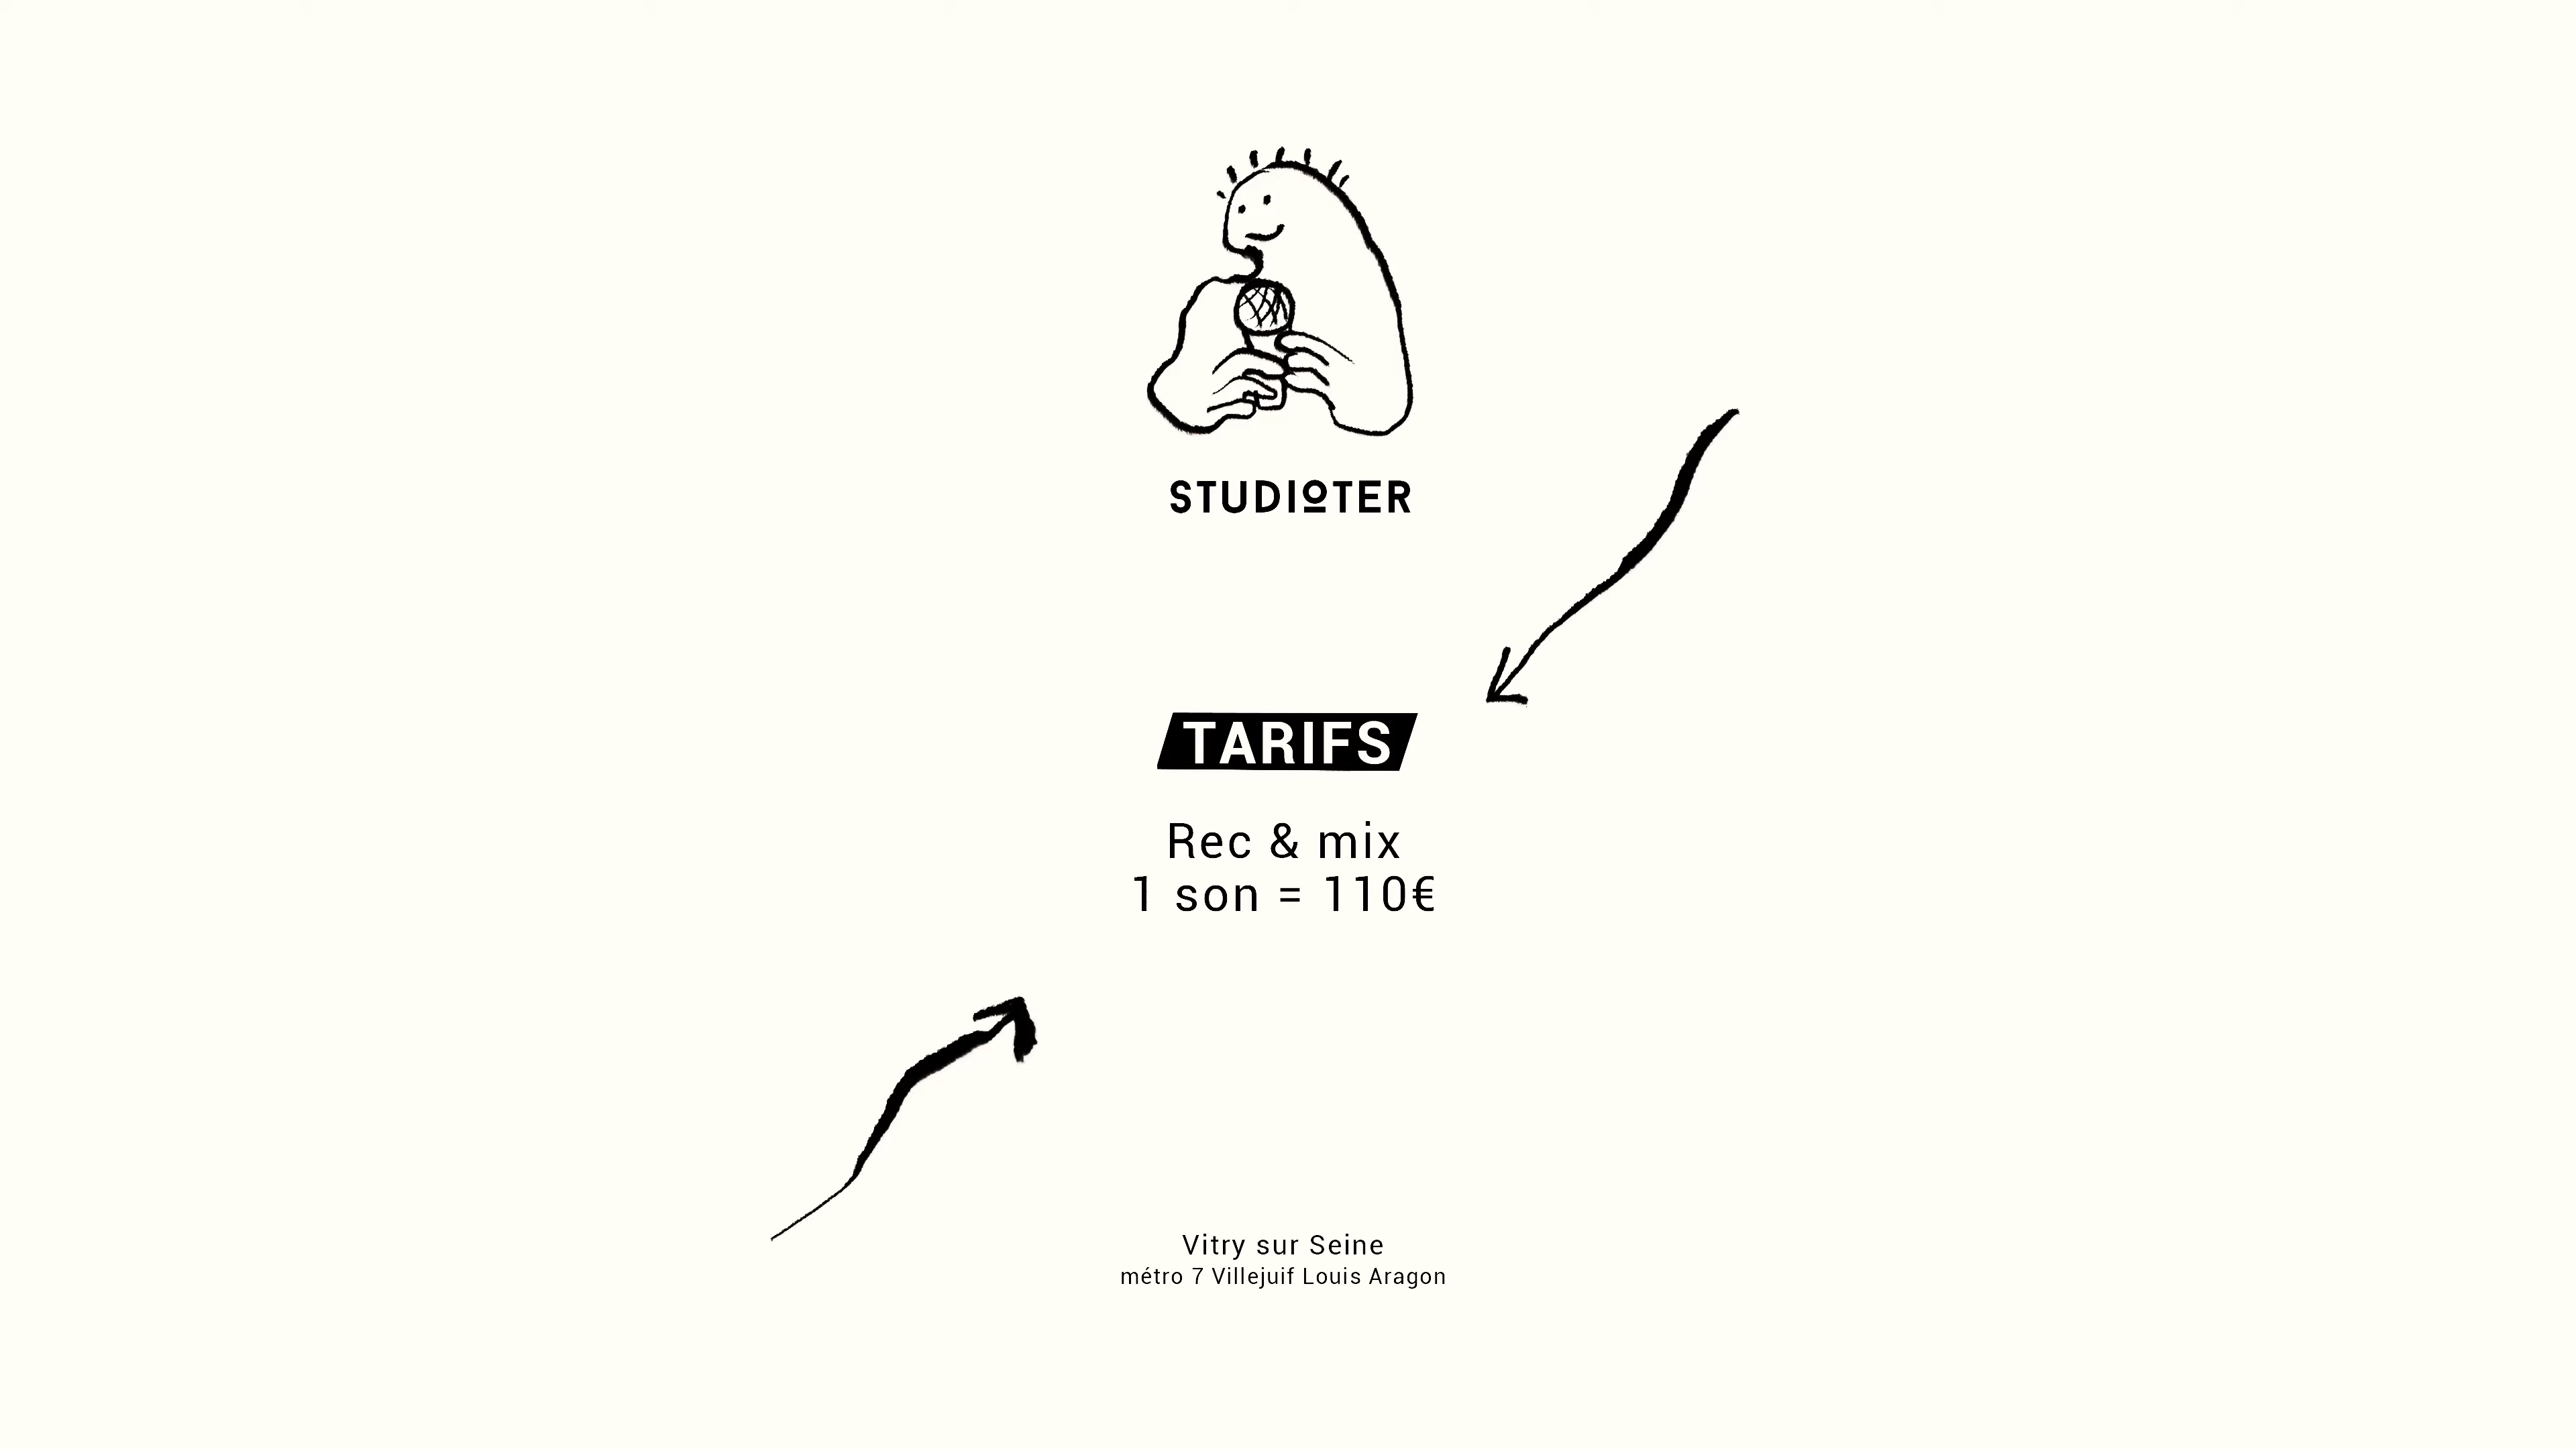 STUDIOTER
TARIFS
Rec & mix
1 son = 110€
Vitry sur Seine
métro 7 Villejuif Louis Aragon